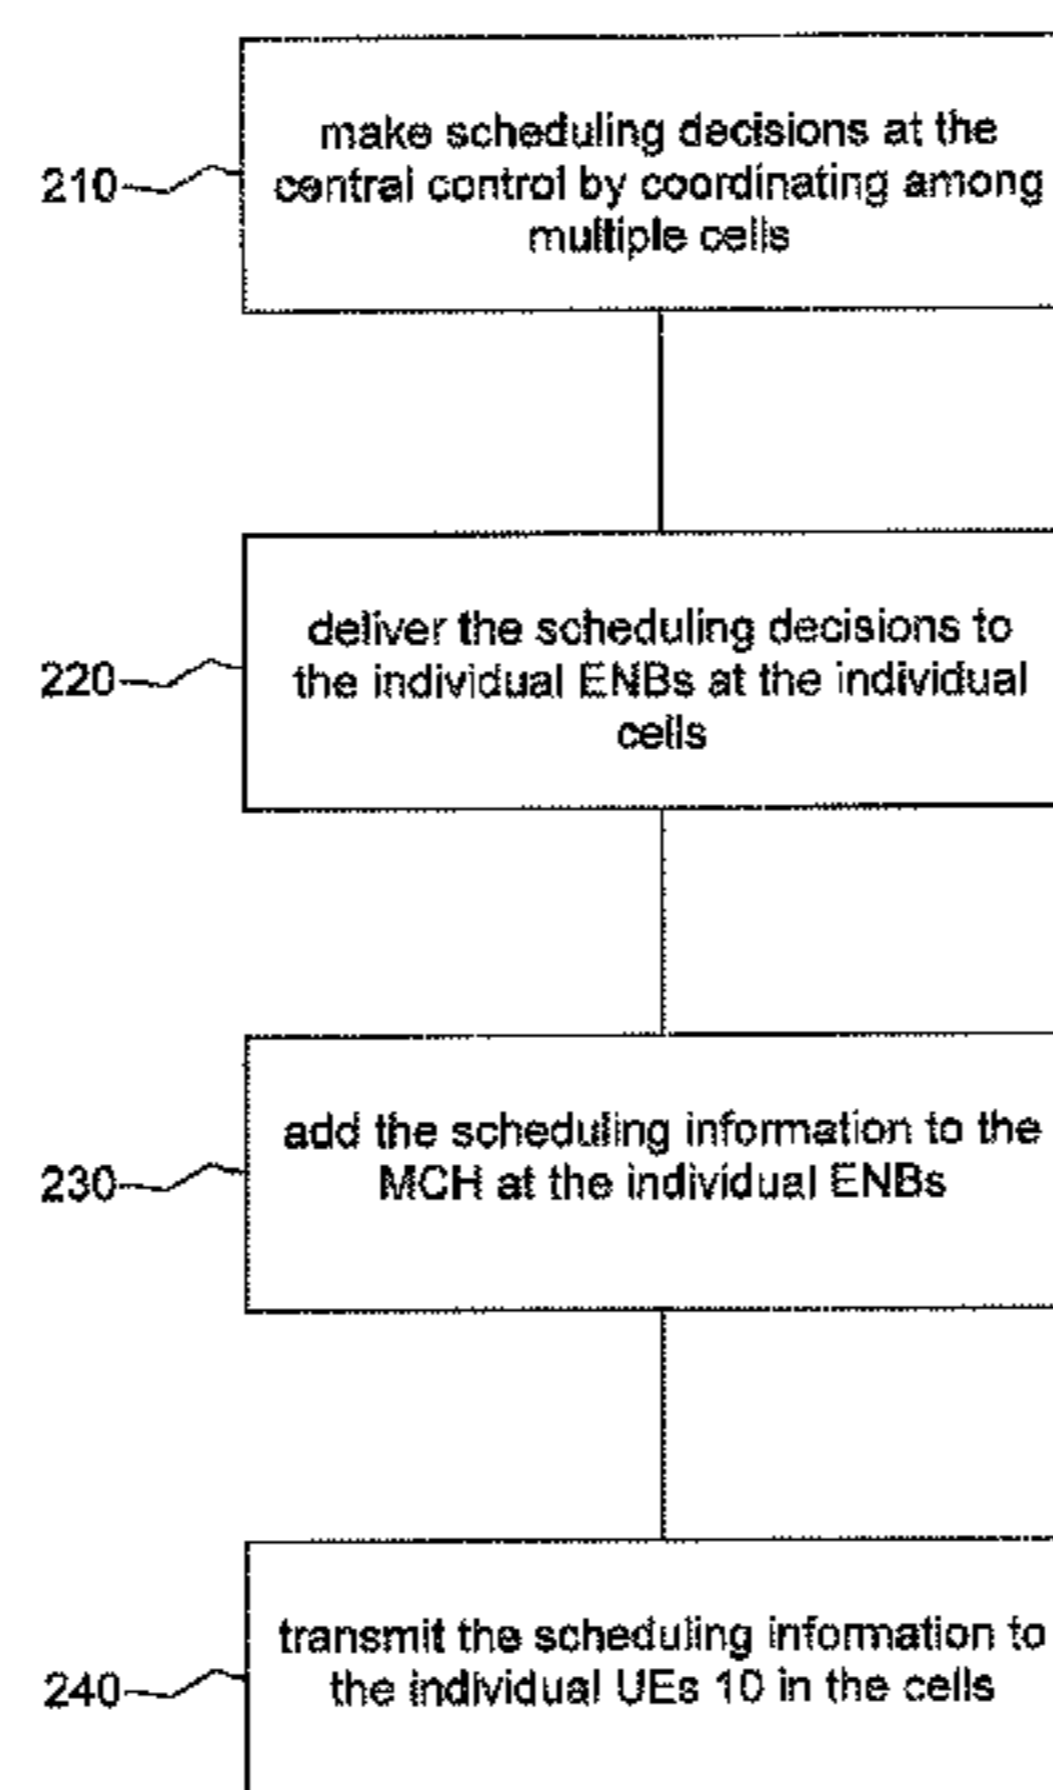 make scheduling decisions at the
210
central control by coordinating among
multiple cells
deliver the scheduling decisions to
220
the individual ENBs at the individual
cells
add the scheduling information to the
230
MCH at the individual ENBs
transmit the scheduling information to
240
the individual UEs 10 in the cells